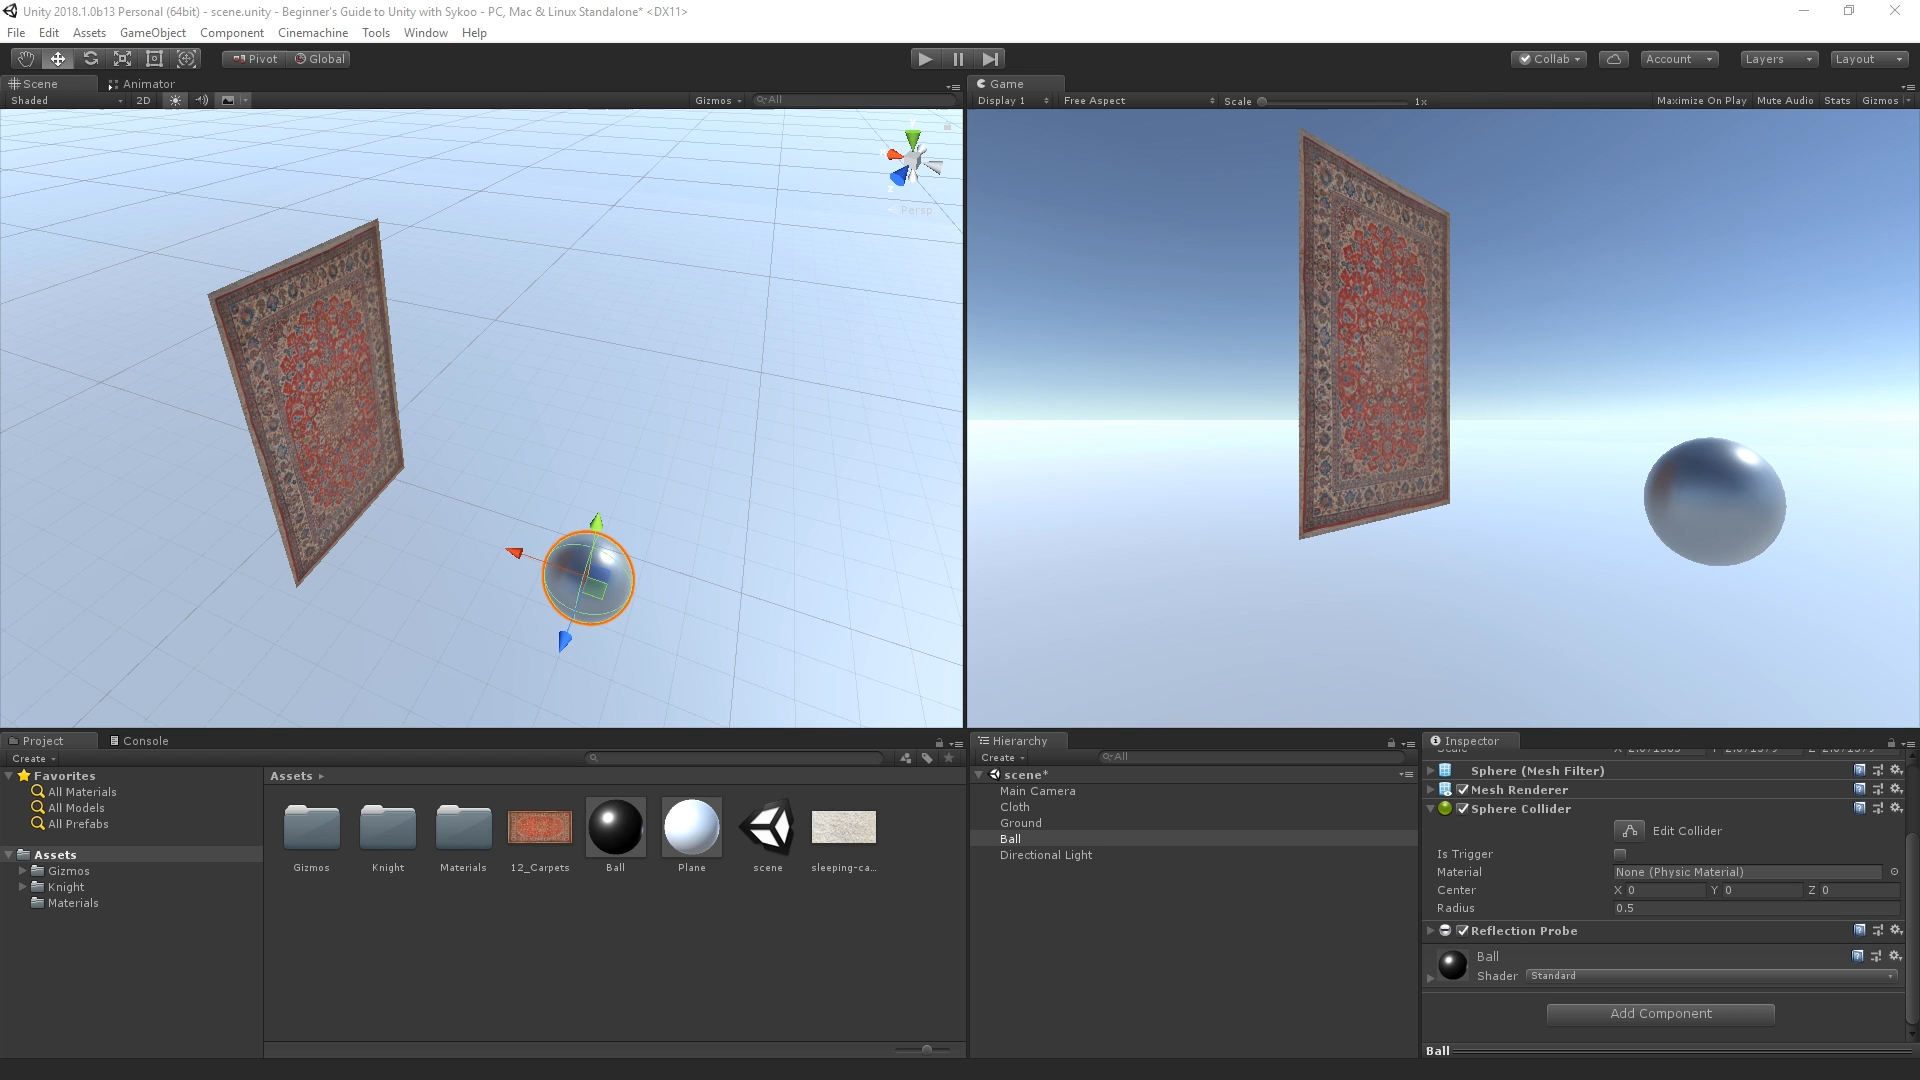 Unity 2018.1.0b13 Personal (64bit) - scene.unity - Beginner's Guide to Unity with Sykoo - PC, Mac & Linux Standalone* <DX11>
File Edit Assets GameObject Component Cinemachine Tools Window Help
Pivot Global Collab Account Layers Layout
Scene Animator
Shaded 2D Gizmos All
Persp
Game
Display 1 Free Aspect Scale 1x Maximize On Play Mute Audio Stats Gizmos
Project Console
Create
Favorites
All Materials
All Models
All Prefabs
Assets
Gizmos
Knight
Materials
Assets
Gizmos Knight Materials 12_Carpets Ball Plane scene sleeping-ca...
Hierarchy
Create All
scene*
Main Camera
Cloth
Ground
Ball
Directional Light
Inspector
Sphere (Mesh Filter)
Mesh Renderer
Sphere Collider
Edit Collider
Is Trigger
Material None (Physic Material)
Center X 0 Y 0 Z 0
Radius 0.5
Reflection Probe
Ball
Shader Standard
Add Component
Ball